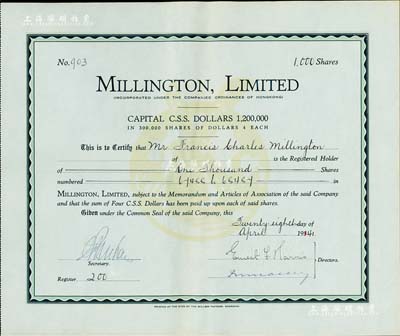 No. 903
1,000 Shares
MILLINGTON, LIMITED
(INCORPORATED UNDER THE COMPANIES ORDINANCES OF HONGKONG)
CAPITAL C.S.S. DOLLARS 1,200,000
IN 300,000 SHARES OF DOLLARS 4 EACH
This is to Certify that Mr Francis Charles Millington
of is the Registered Holder
of One Thousand Shares
numbered in
MILLINGTON, LIMITED, subject to the Memorandum and Articles of Association of the said Company
and that the sum of Four C.S.S. Dollars has been paid up upon each of said shares.
Given under the Common Seal of the said Company, this
Twenty eighth day of
April 1941
Secretary.
Directors.
Register 200